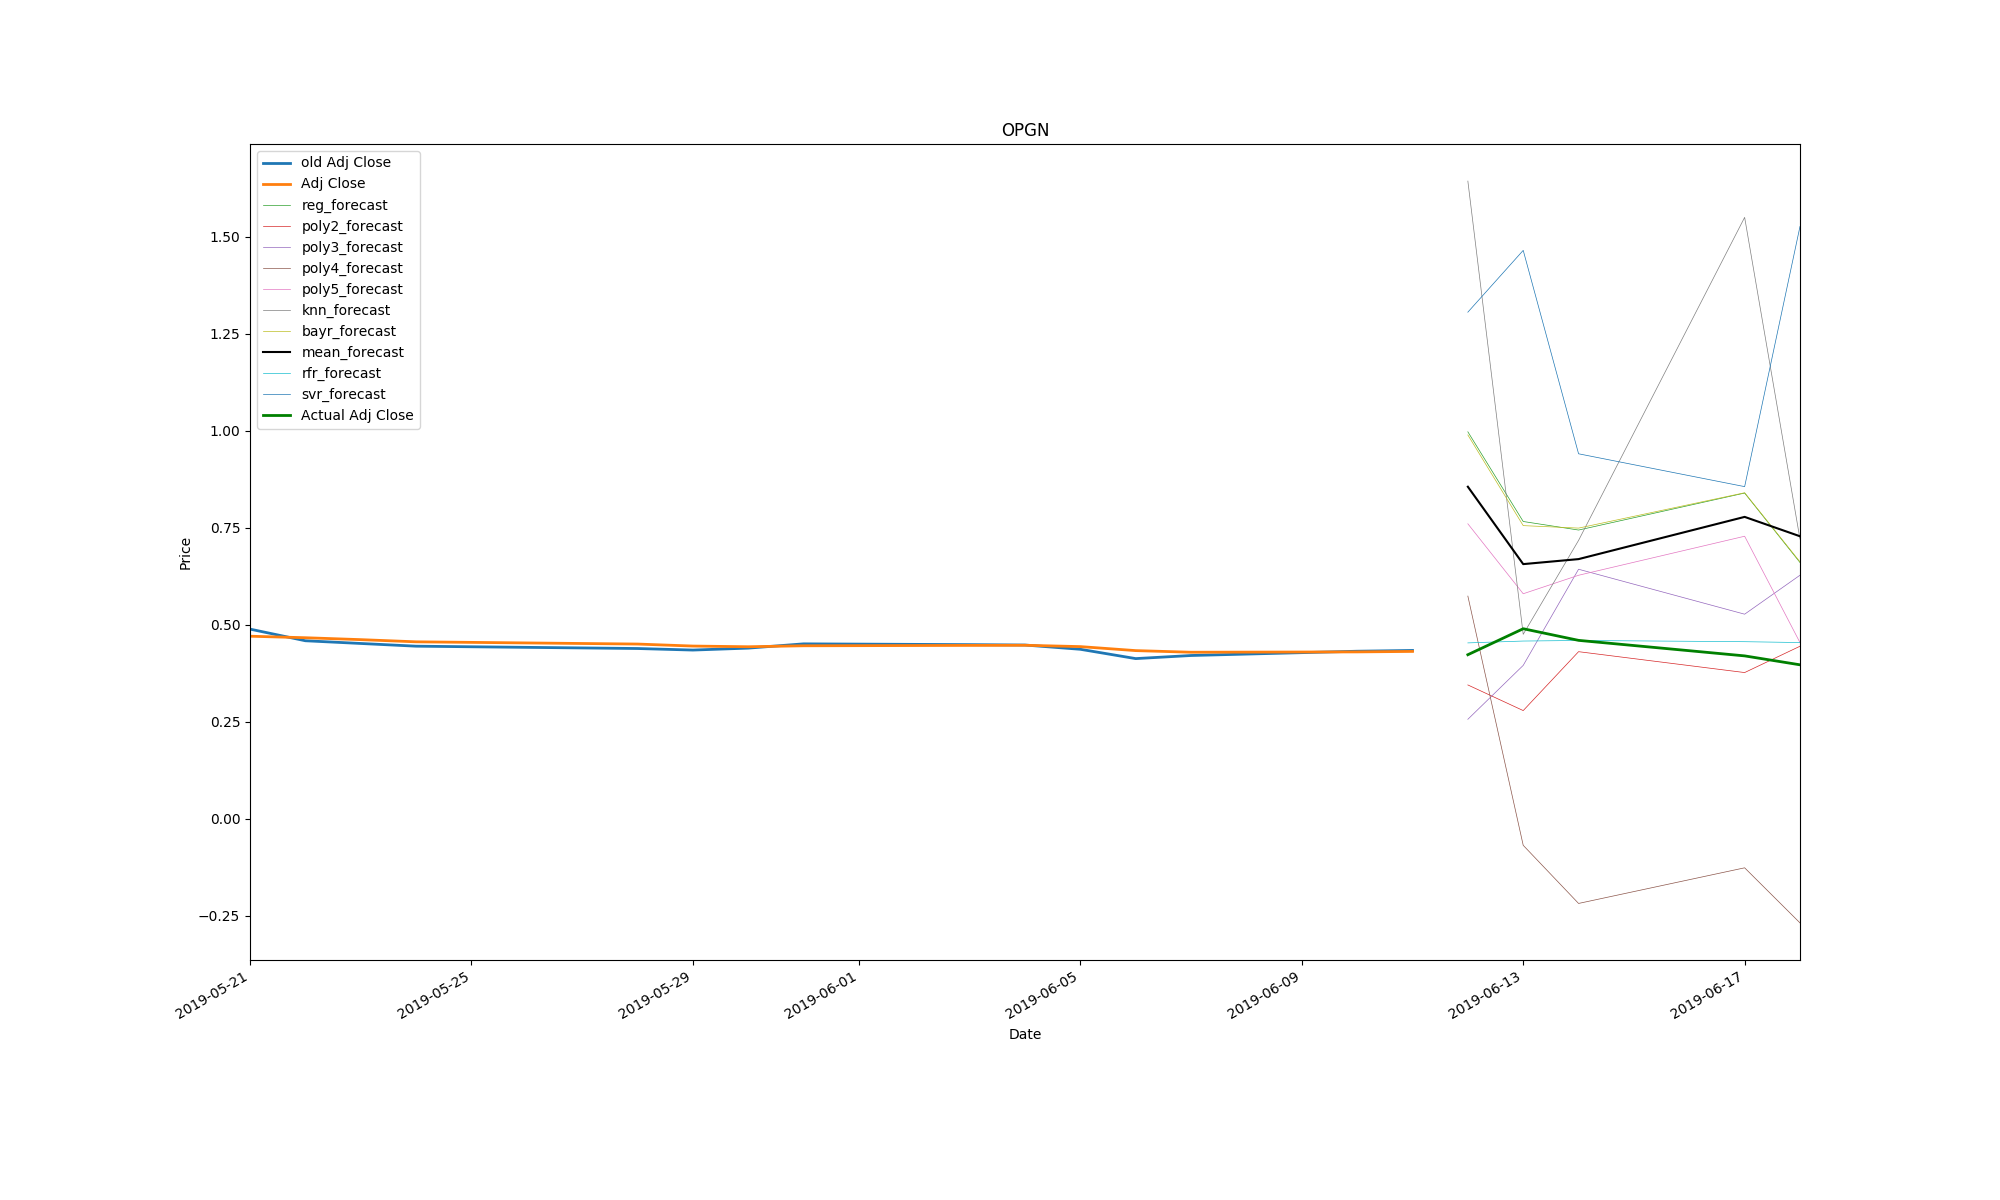 OPGN
old Adj Close
Adj Close
reg_forecast
poly2_forecast
poly3_forecast
poly4_forecast
poly5_forecast
knn_forecast
bayr_forecast
mean_forecast
rfr_forecast
svr_forecast
Actual Adj Close
Price
1.50
1.25
1.00
0.75
0.50
0.25
0.00
−0.25
2019-05-21
2019-05-25
2019-05-29
2019-06-01
2019-06-05
2019-06-09
2019-06-13
2019-06-17
Date